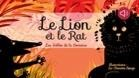 Le Lion
et le Rat
Les Fables de la Fontaine